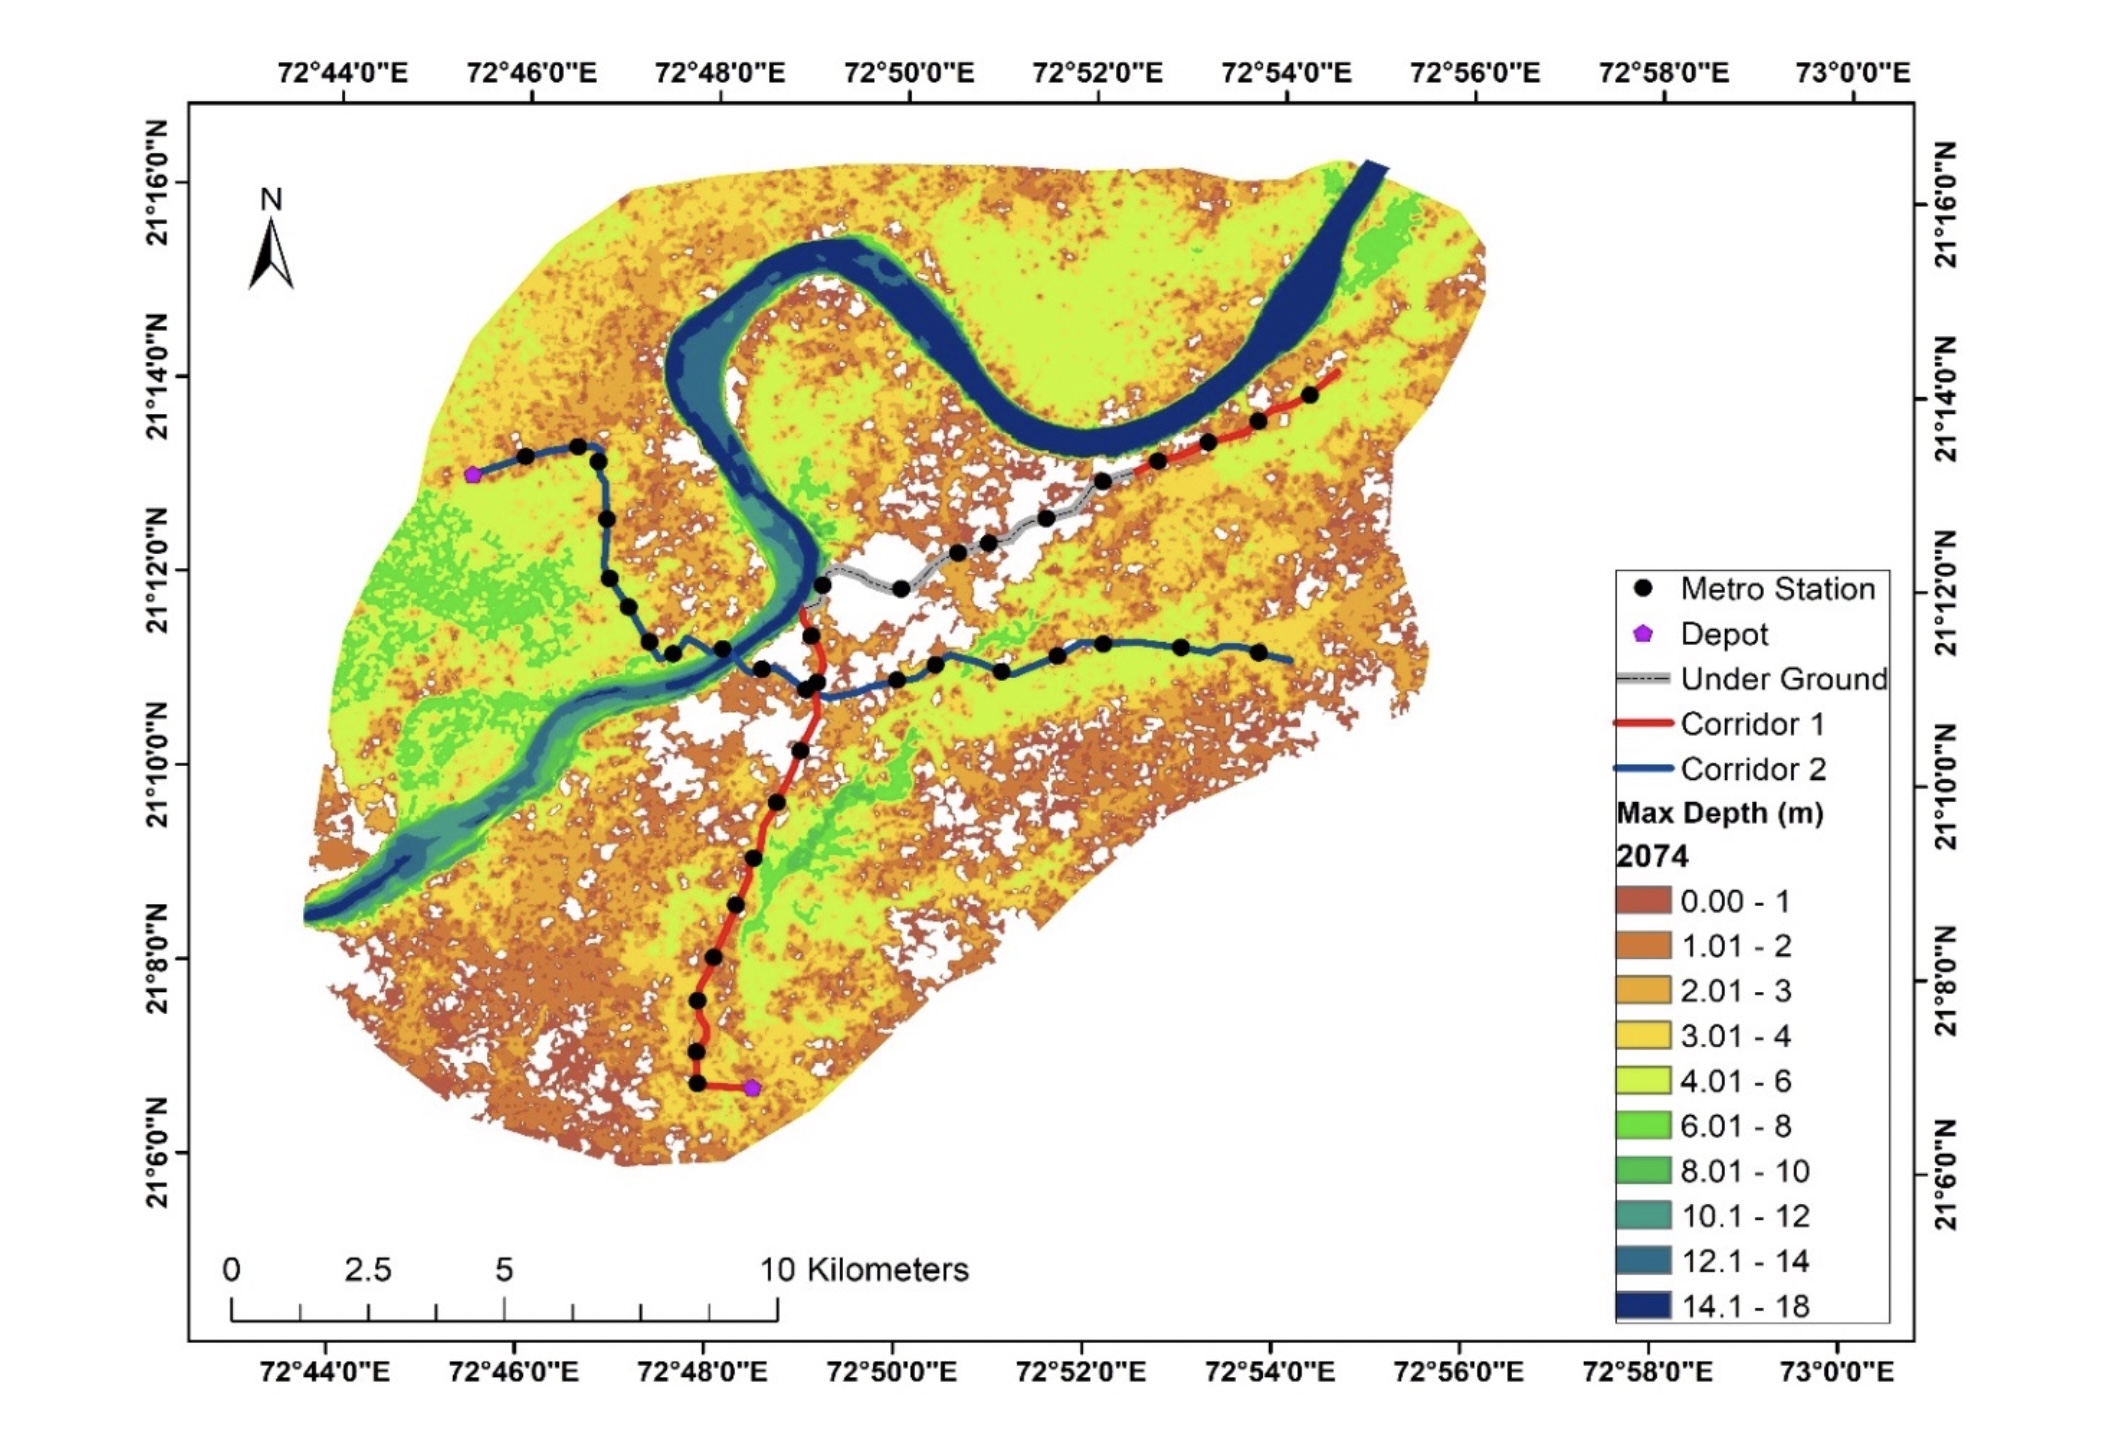 72°44'0"E 72°46'0"E 72°48'0"E 72°50'0"E 72°52'0"E 72°54'0"E 72°56'0"E 72°58'0"E 73°0'0"E
21°16'0"N
21°14'0"N
21°12'0"N
21°10'0"N
21°8'0"N
21°6'0"N
N
21°16'0"N
21°14'0"N
21°12'0"N
21°10'0"N
21°8'0"N
21°6'0"N
Metro Station
Depot
Under Ground
Corridor 1
Corridor 2
Max Depth (m)
2074
0.00 - 1
1.01 - 2
2.01 - 3
3.01 - 4
4.01 - 6
6.01 - 8
8.01 - 10
10.1 - 12
12.1 - 14
14.1 - 18
0 2.5 5 10 Kilometers
72°44'0"E 72°46'0"E 72°48'0"E 72°50'0"E 72°52'0"E 72°54'0"E 72°56'0"E 72°58'0"E 73°0'0"E